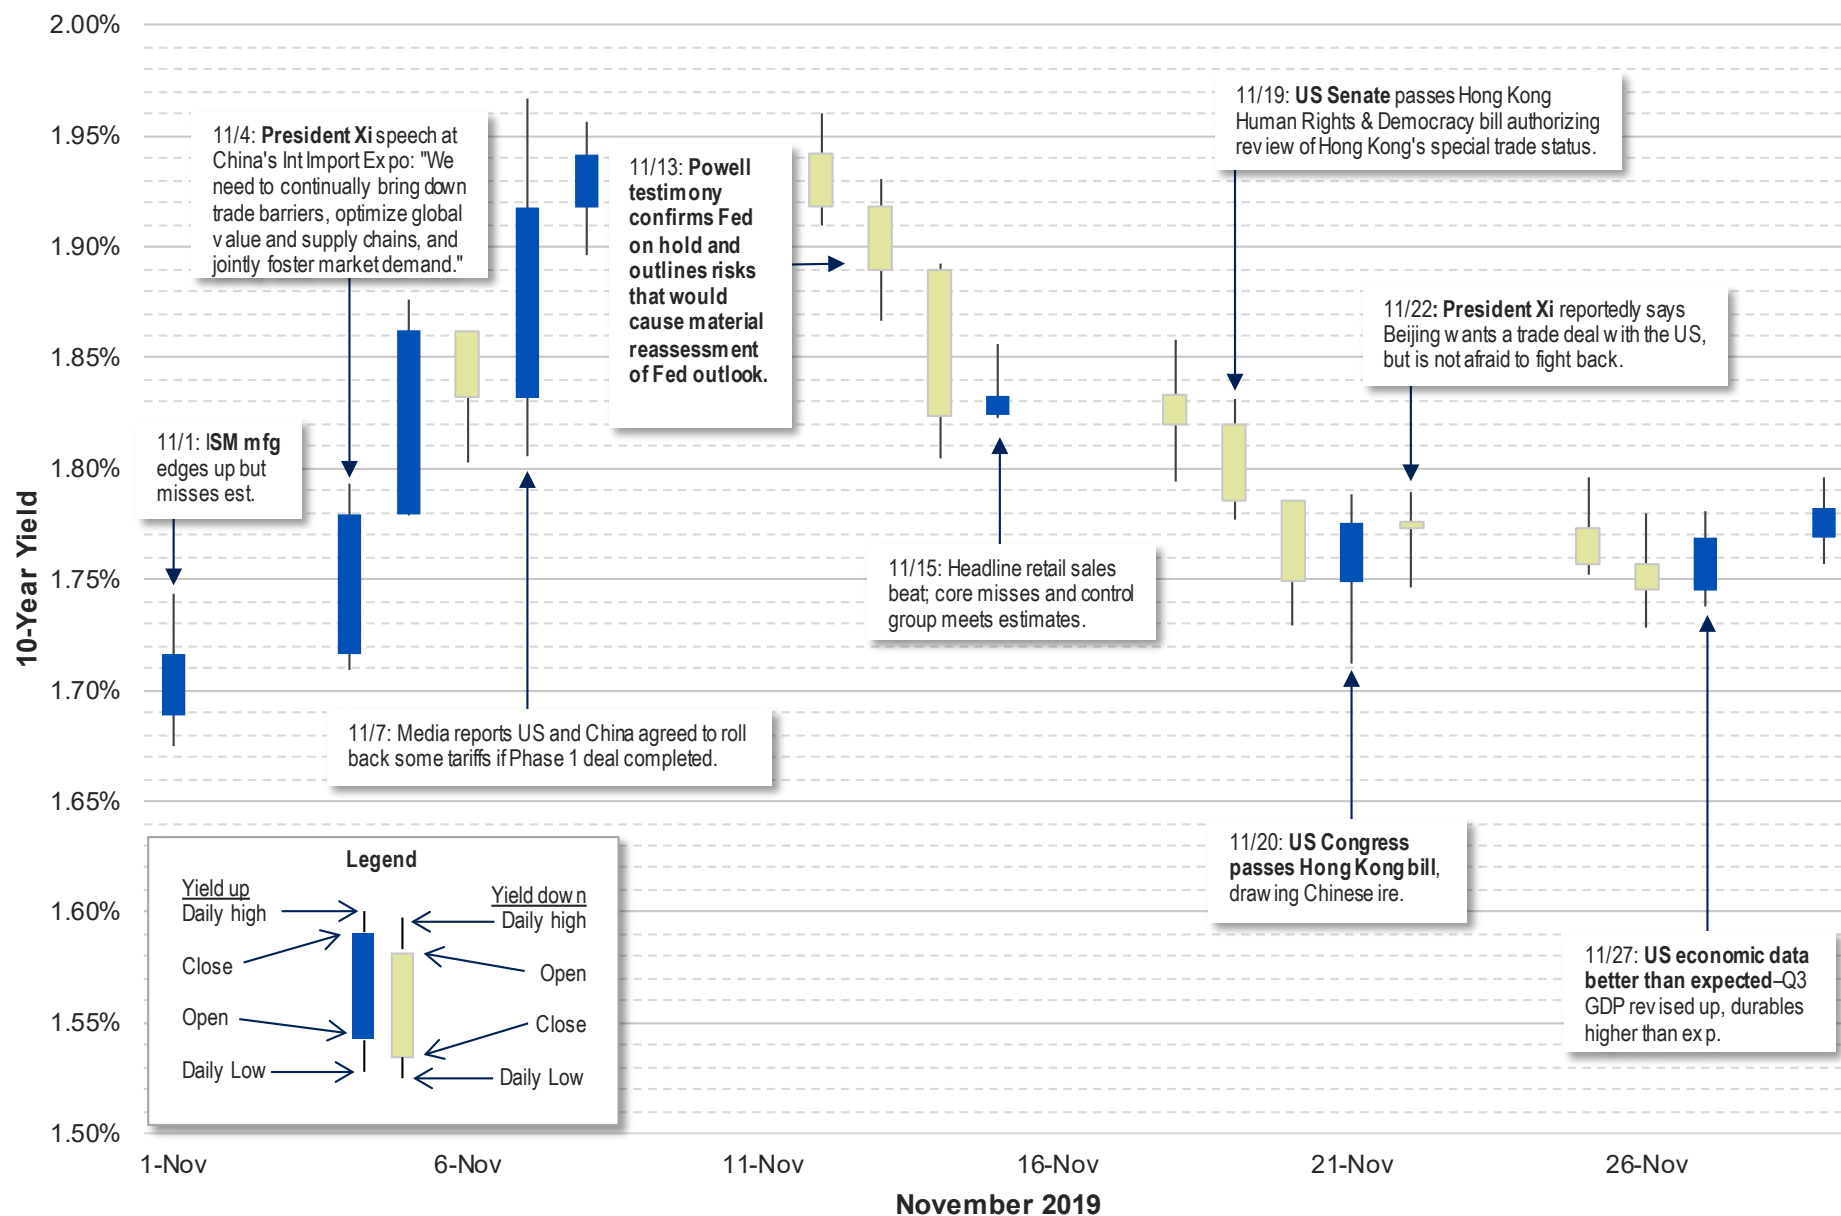 2.00%
1.95%
1.90%
1.85%
1.80%
1.75%
1.70%
1.65%
1.60%
1.55%
1.50%
10-Year Yield
1-Nov
6-Nov
11-Nov
16-Nov
21-Nov
26-Nov
November 2019
11/1: ISM mfg
edges up but
misses est.
11/4: President Xi speech at
China's Int Import Expo: "We
need to continually bring down
trade barriers, optimize global
value and supply chains, and
jointly foster market demand."
11/7: Media reports US and China agreed to roll
back some tariffs if Phase 1 deal completed.
11/13: Powell
testimony
confirms Fed
on hold and
outlines risks
that would
cause material
reassessment
of Fed outlook.
11/15: Headline retail sales
beat; core misses and control
group meets estimates.
11/19: US Senate passes Hong Kong
Human Rights & Democracy bill authorizing
review of Hong Kong's special trade status.
11/20: US Congress
passes Hong Kong bill,
drawing Chinese ire.
11/22: President Xi reportedly says
Beijing wants a trade deal with the US,
but is not afraid to fight back.
11/27: US economic data
better than expected–Q3
GDP revised up, durables
higher than exp.
Legend
Yield up
Daily high
Close
Open
Daily Low
Yield down
Daily high
Open
Close
Daily Low